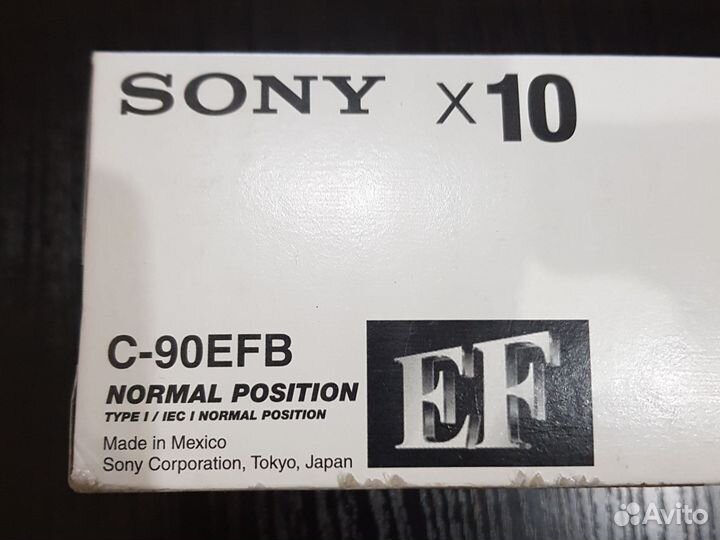 SONY x10
C-90EFB
NORMAL POSITION
TYPE I / IEC I NORMAL POSITION
Made in Mexico
Sony Corporation, Tokyo, Japan
EF
Avito